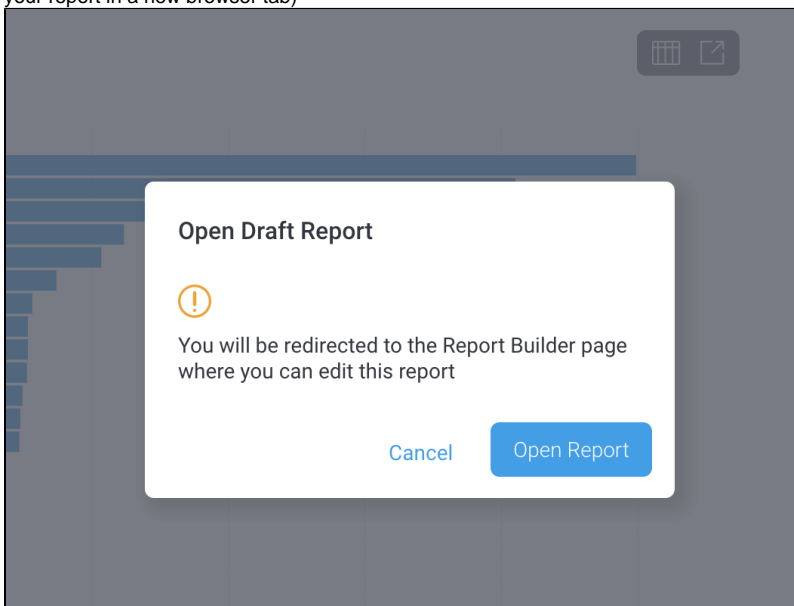 your report in a new browser tab)
Open Draft Report
You will be redirected to the Report Builder page
where you can edit this report
Cancel
Open Report